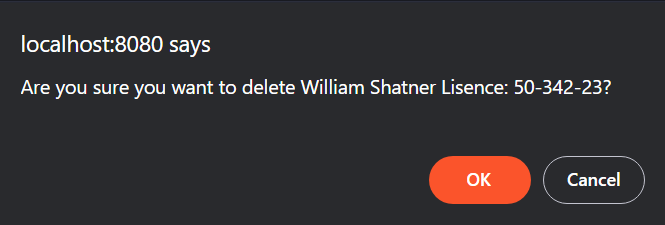 localhost:8080 says
Are you sure you want to delete William Shatner Lisence: 50-342-23?
OK
Cancel